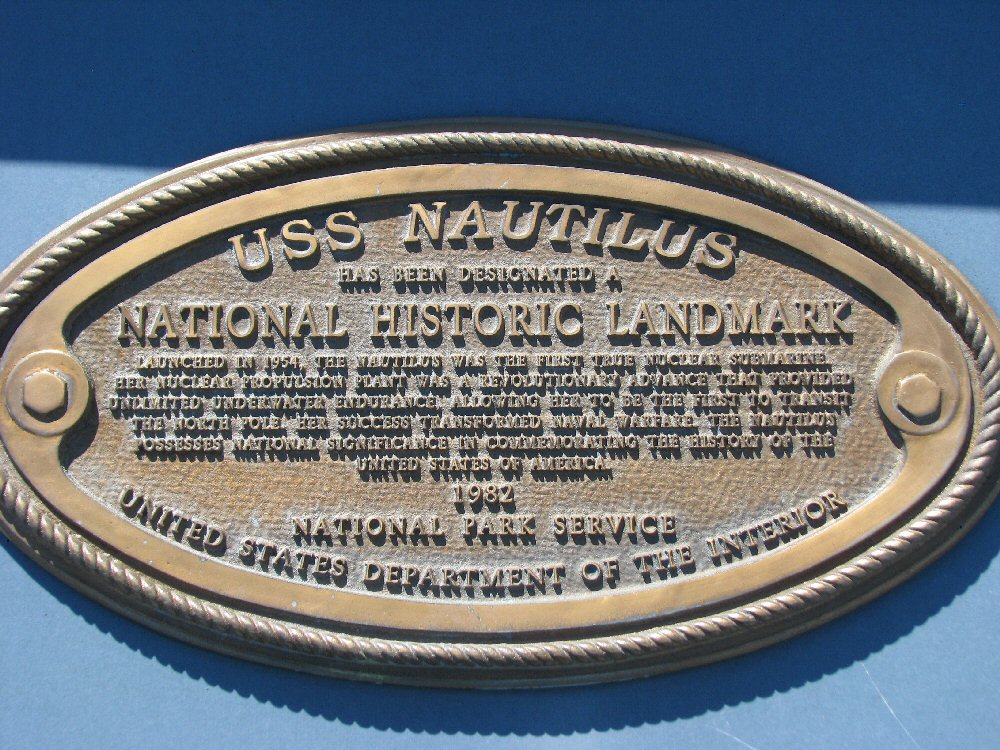 USS NAUTILUS
HAS BEEN DESIGNATED A
NATIONAL HISTORIC LANDMARK
LAUNCHED IN 1954, THE NAUTILUS WAS THE FIRST TRUE NUCLEAR SUBMARINE.
HER NUCLEAR PROPULSION PLANT WAS A REVOLUTIONARY ADVANCE THAT PROVIDED
UNLIMITED UNDERWATER ENDURANCE, ALLOWING HER TO BE THE FIRST TO TRANSIT
THE NORTH POLE. HER SUCCESS TRANSFORMED NAVAL WARFARE. THE NAUTILUS
POSSESSES NATIONAL SIGNIFICANCE IN COMMEMORATING THE HISTORY OF THE
UNITED STATES OF AMERICA.
1982
NATIONAL PARK SERVICE
UNITED STATES DEPARTMENT OF THE INTERIOR